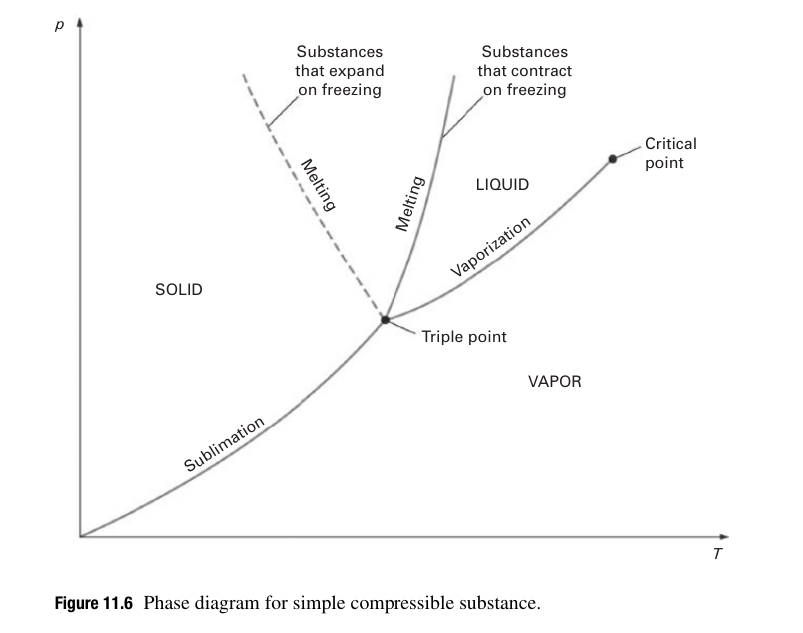 p
Substances
that expand
on freezing
Substances
that contract
on freezing
Critical
point
Melting
Melting
LIQUID
Vaporization
SOLID
Triple point
VAPOR
Sublimation
T
Figure 11.6 Phase diagram for simple compressible substance.